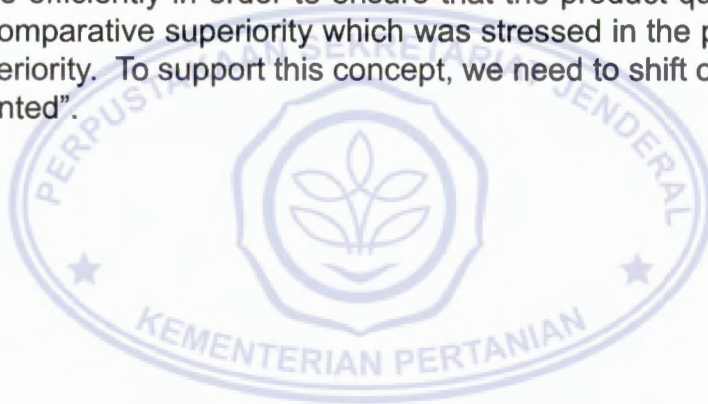 efficiently in order to ensure that the product
omparative superiority which was stressed in the
eriority. To support this concept, we need to shift
nted”.
PERPUSTAKAAN SEKRETARIAT JENDERAL
KEMENTERIAN PERTANIAN